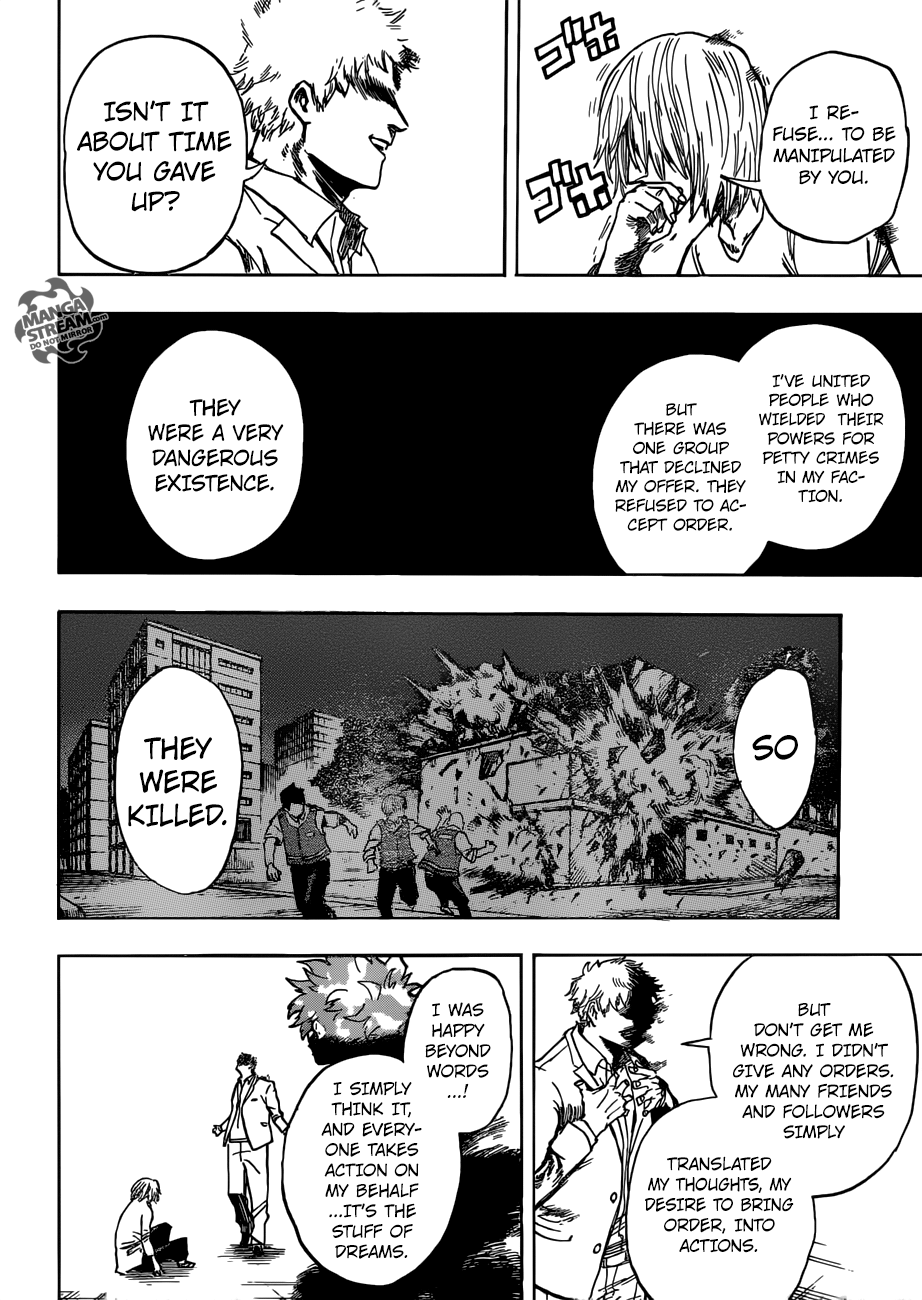 ゴホ
ゴホ
I RE-
FUSE... TO BE
MANIPULATED
BY YOU.
ISN'T IT
ABOUT TIME
YOU GAVE
UP?
MANGA
STREAM.com
DO NOT MIRROR
I'VE UNITED
PEOPLE WHO
WIELDED THEIR
POWERS FOR
PETTY CRIMES
IN MY FAC-
TION.
BUT
THERE WAS
ONE GROUP
THAT DECLINED
MY OFFER. THEY
REFUSED TO AC-
CEPT ORDER.
THEY
WERE A VERY
DANGEROUS
EXISTENCE.
SO
THEY
WERE
KILLED.
BUT
DON'T GET ME
WRONG. I DIDN'T
GIVE ANY ORDERS.
MY MANY FRIENDS
AND FOLLOWERS
SIMPLY
TRANSLATED
MY THOUGHTS, MY
DESIRE TO BRING
ORDER, INTO
ACTIONS.
I WAS
HAPPY
BEYOND
WORDS
...!
I SIMPLY
THINK IT,
AND EVERY-
ONE TAKES
ACTION ON
MY BEHALF
...IT'S THE
STUFF OF
DREAMS.